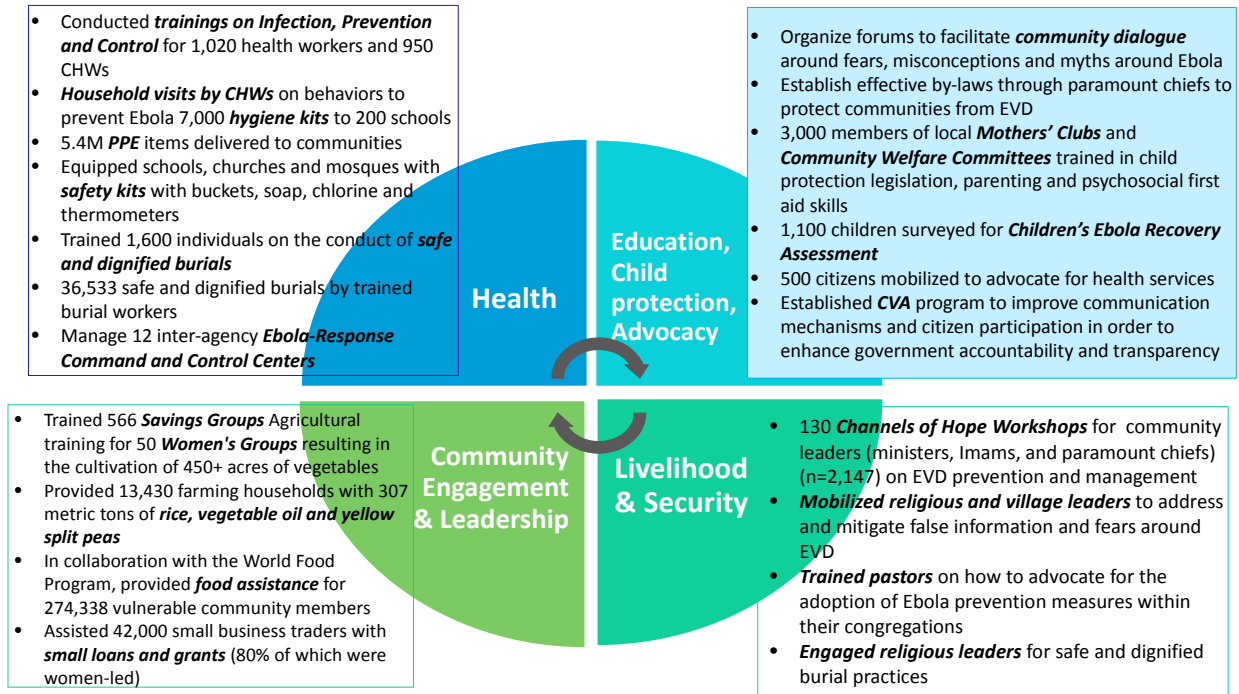 • Conducted trainings on Infection, Prevention
and Control for 1,020 health workers and 950
CHWs
• Household visits by CHWs on behaviors to
prevent Ebola 7,000 hygiene kits to 200 schools
• 5.4M PPE items delivered to communities
• Equipped schools, churches and mosques with
safety kits with buckets, soap, chlorine and
thermometers
• Trained 1,600 individuals on the conduct of safe
and dignified burials
• 36,533 safe and dignified burials by trained
burial workers
• Manage 12 inter-agency Ebola-Response
Command and Control Centers
Health
Education,
Child
protection,
Advocacy
• Organize forums to facilitate community dialogue
around fears, misconceptions and myths around Ebola
• Establish effective by-laws through paramount chiefs to
protect communities from EVD
• 3,000 members of local Mothers’ Clubs and
Community Welfare Committees trained in child
protection legislation, parenting and psychosocial first
aid skills
• 1,100 children surveyed for Children’s Ebola Recovery
Assessment
• 500 citizens mobilized to advocate for health services
• Established CVA program to improve communication
mechanisms and citizen participation in order to
enhance government accountability and transparency
• Trained 566 Savings Groups Agricultural
training for 50 Women's Groups resulting in
the cultivation of 450+ acres of vegetables
• Provided 13,430 farming households with 307
metric tons of rice, vegetable oil and yellow
split peas
• In collaboration with the World Food
Program, provided food assistance for
274,338 vulnerable community members
• Assisted 42,000 small business traders with
small loans and grants (80% of which were
women-led)
Community
Engagement
& Leadership
Livelihood
& Security
• 130 Channels of Hope Workshops for community
leaders (ministers, Imams, and paramount chiefs)
(n=2,147) on EVD prevention and management
• Mobilized religious and village leaders to address
and mitigate false information and fears around
EVD
• Trained pastors on how to advocate for the
adoption of Ebola prevention measures within
their congregations
• Engaged religious leaders for safe and dignified
burial practices